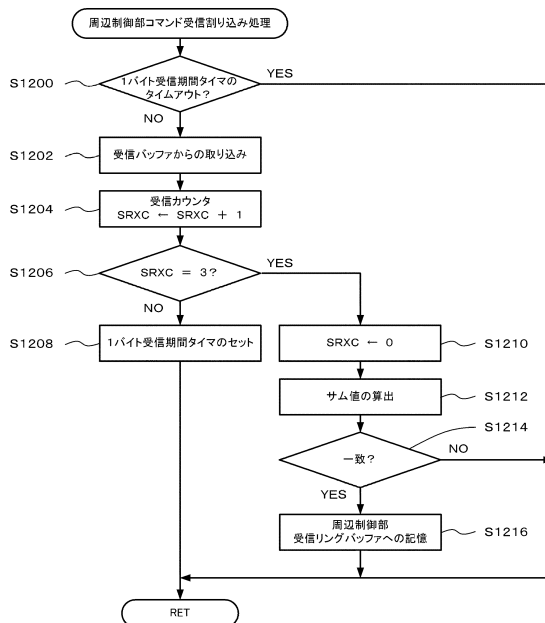 周辺制御部コマンド受信割り込み処理
S1200
1バイト受信期間タイマの
タイムアウト?
YES
NO
S1202
受信バッファからの取り込み
S1204
受信カウンタ
SRXC ← SRXC + 1
S1206
SRXC = 3?
YES
NO
S1208
1バイト受信期間タイマのセット
SRXC ← 0
S1210
サム値の算出
S1212
S1214
一致?
NO
YES
周辺制御部
受信リングバッファへの記憶
S1216
RET